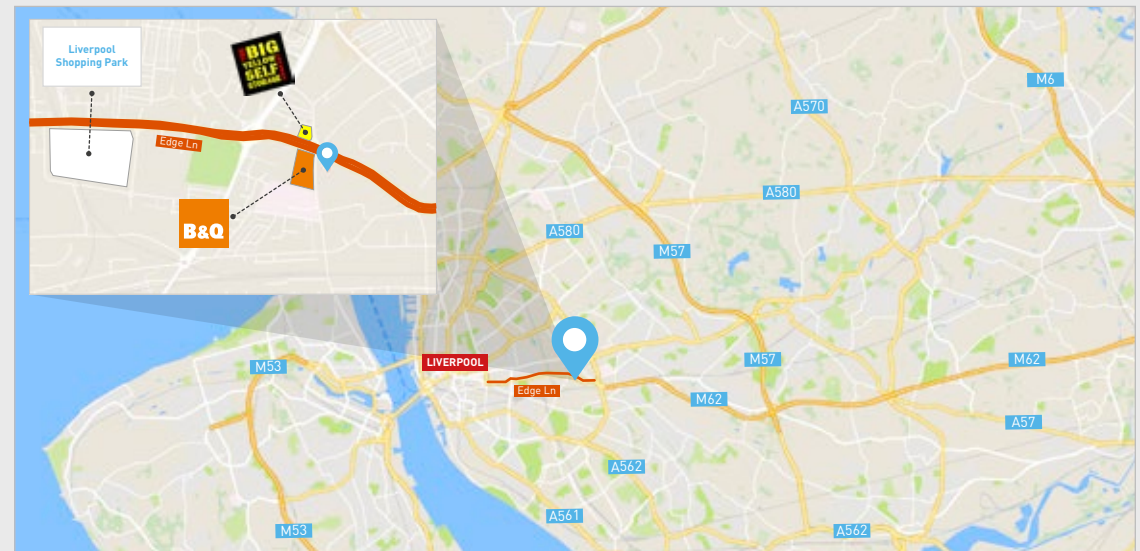 Liverpool
Shopping Park
THE BIG
YELLOW
SELF
STORAGE
Edge Ln
B&Q
M6
A570
A580
A580
M57
M53
LIVERPOOL
M57
M62
Edge Ln
M62
A57
A562
A561
M53
A562